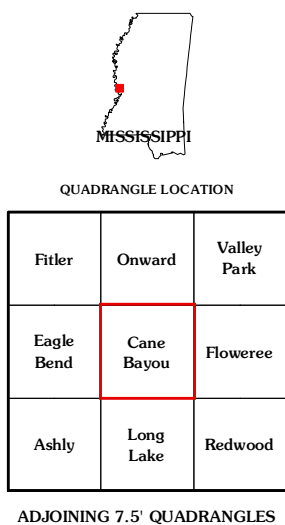 MISSISSIPPI
QUADRANGLE LOCATION
Fitler
Onward
Valley
Park
Eagle
Bend
Cane
Bayou
Floweree
Ashly
Long
Lake
Redwood
ADJOINING 7.5' QUADRANGLES